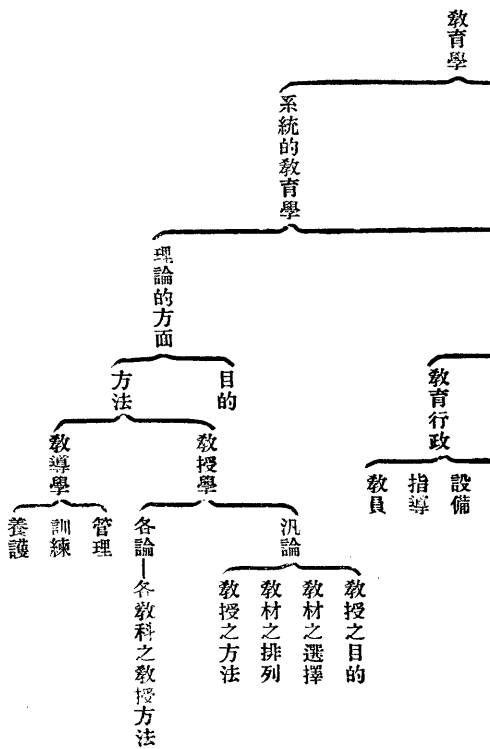 教育學
系統的教育學
教育行政
設備
指導
教員
理論的方面
目的
方法
教授學
汎論
教授之目的
教材之選擇
教材之排列
教授之方法
各論—各教科之教授方法
教導學
管理
訓練
養護